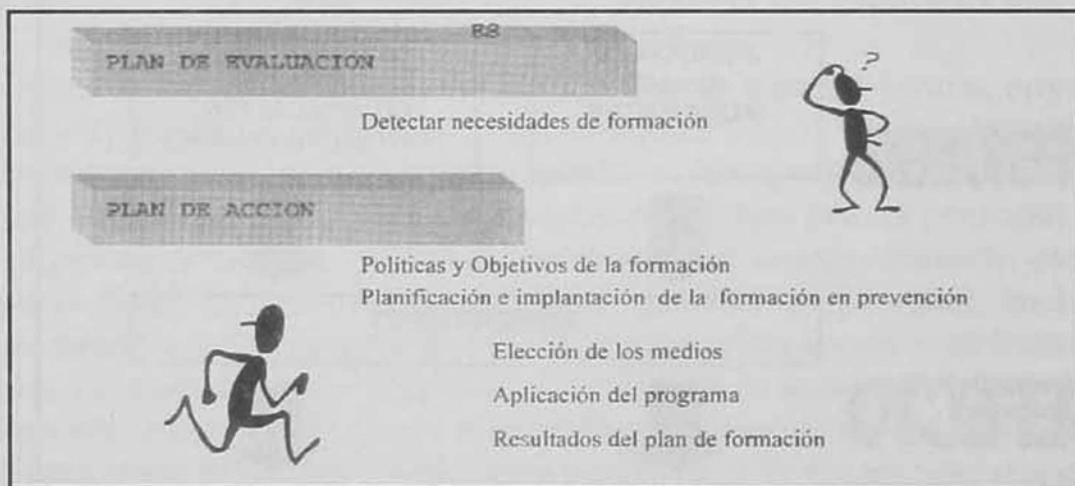 ES
PLAN DE EVALUACION
?
Detectar necesidades de formación
PLAN DE ACCION
Políticas y Objetivos de la formación
Planificación e implantación de la formación en prevención
Elección de los medios
Aplicación del programa
Resultados del plan de formación